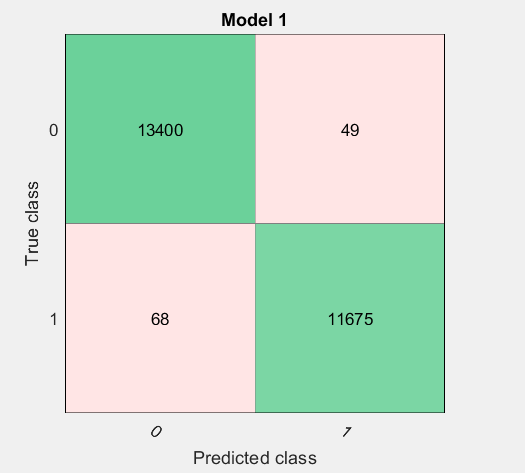 Model 1
True class
0
13400
49
1
68
11675
0
1
Predicted class